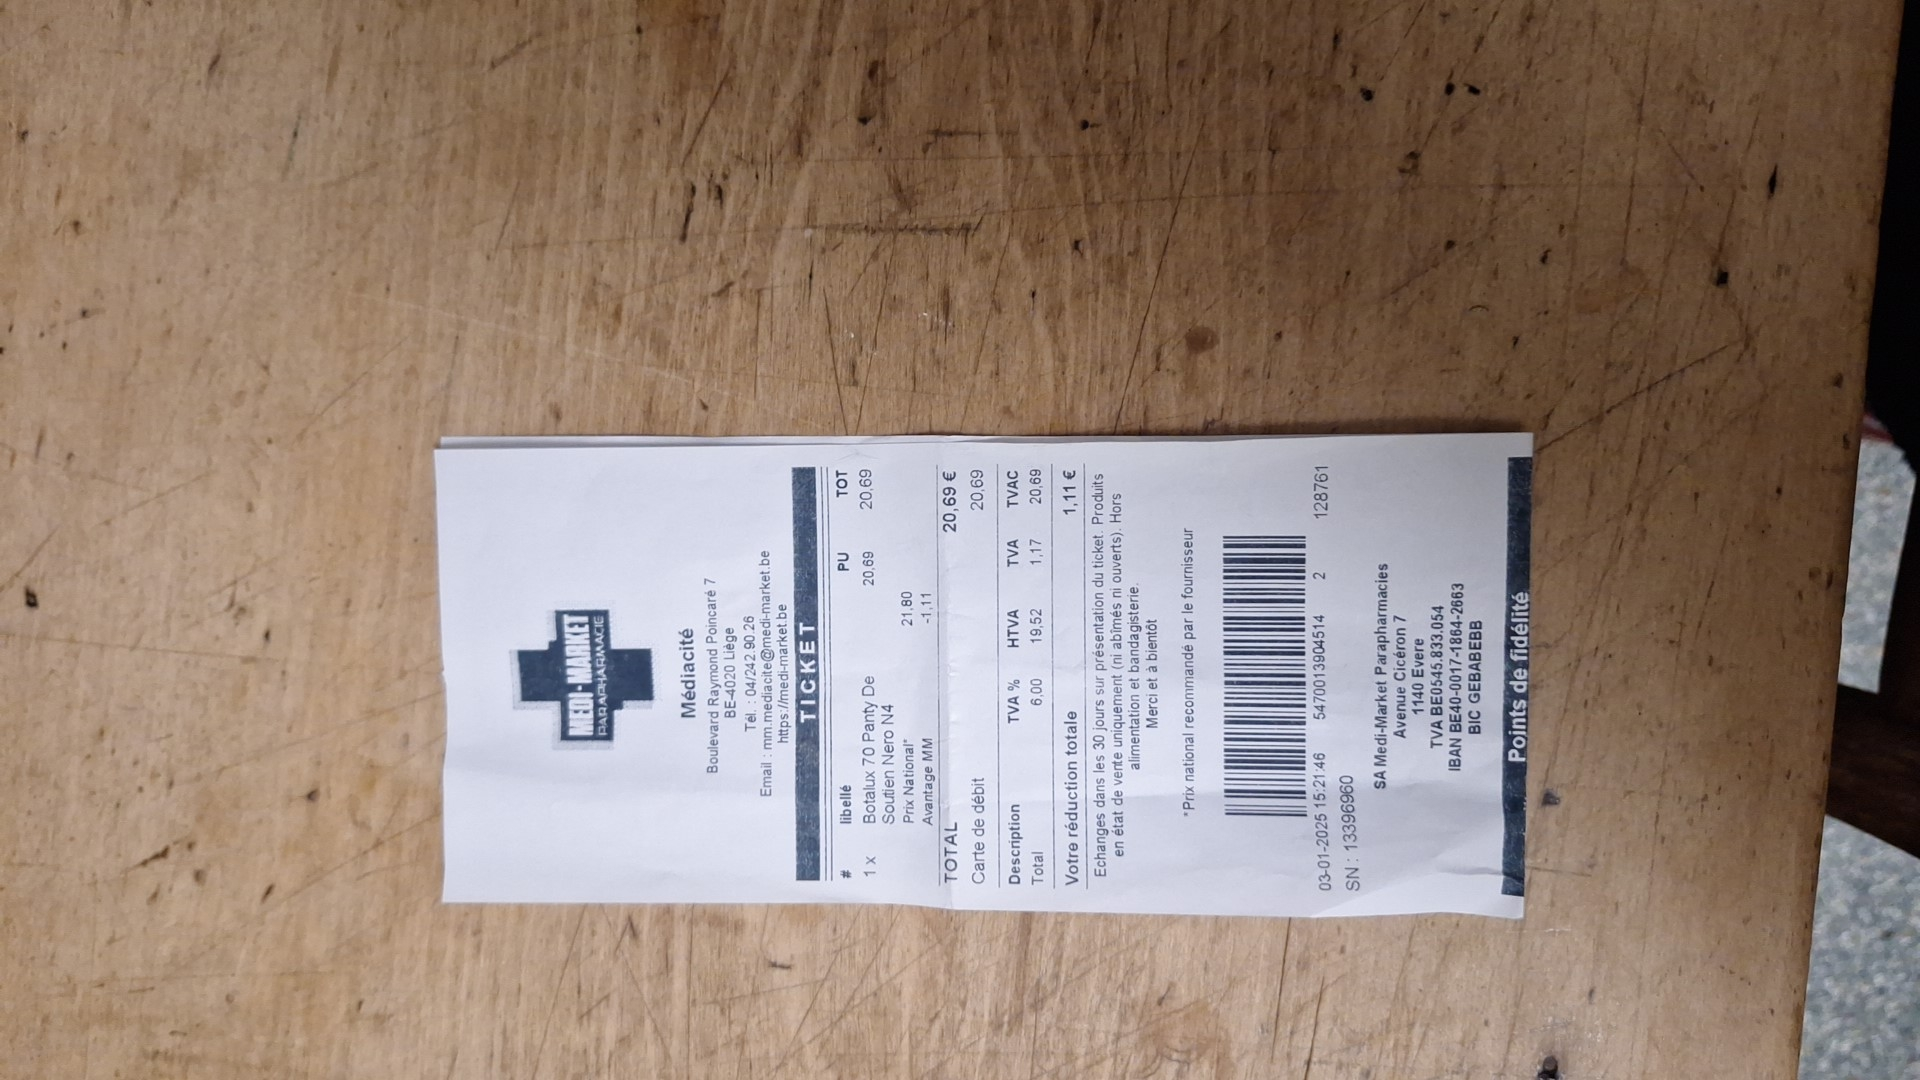 MEDI-MARKET
PARAPHARMACIE
Médiacité
Boulevard Raymond Poincaré 7
BE-4020 Liège
Tél. : 04/242.90.26
Email : mm.mediacite@medi-market.be
https://medi-market.be
TICKET
# libellé PU TOT
1 x Botalux 70 Panty De 20,69 20,69
Soutien Nero N4
Prix National* 21,80
Avantage MM -1,11
TOTAL 20,69 €
Carte de débit 20,69
Description TVA % HTVA TVA TVAC
Total 6,00 19,52 1,17 20,69
Votre réduction totale 1,11 €
Echanges dans les 30 jours sur présentation du ticket. Produits
en état de vente uniquement (ni abimés ni ouverts). Hors
alimentation et bandagisterie.
Merci et à bientôt
*Prix national recommandé par le fournisseur
03-01-2025 15:21:46 5470013904514 2 128761
SN : 13396960
SA Medi-Market Parapharmacies
Avenue Cicéron 7
1140 Evere
TVA BE0545.833.054
IBAN BE40-0017-1864-2663
BIC GEBABEBB
Points de fidélité